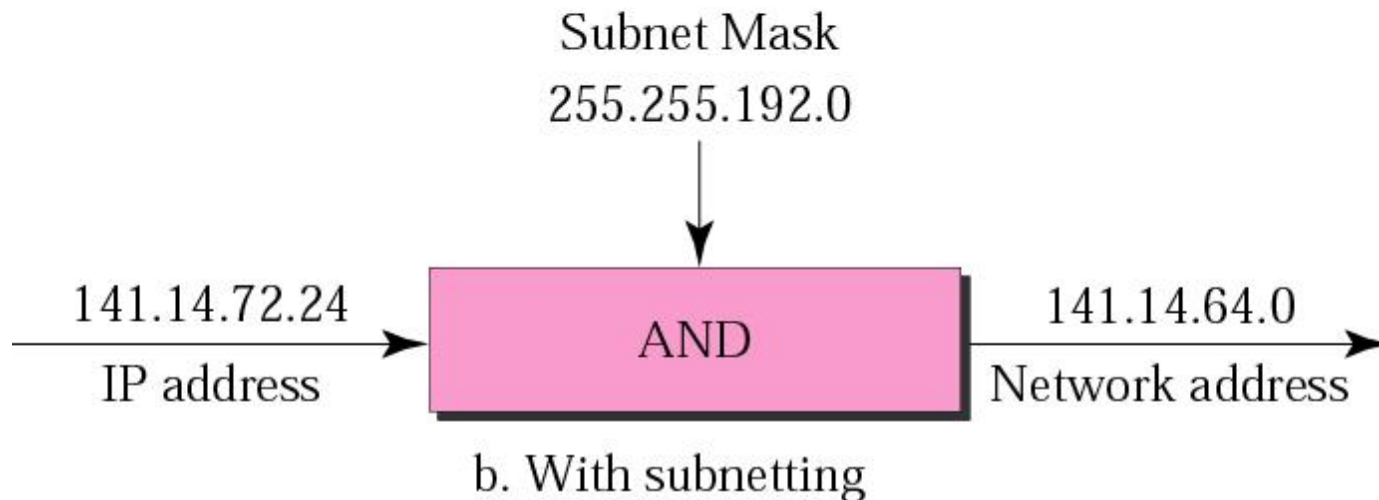 Subnet Mask
255.255.192.0
141.14.72.24
IP address
AND
141.14.64.0
Network address
b. With subnetting